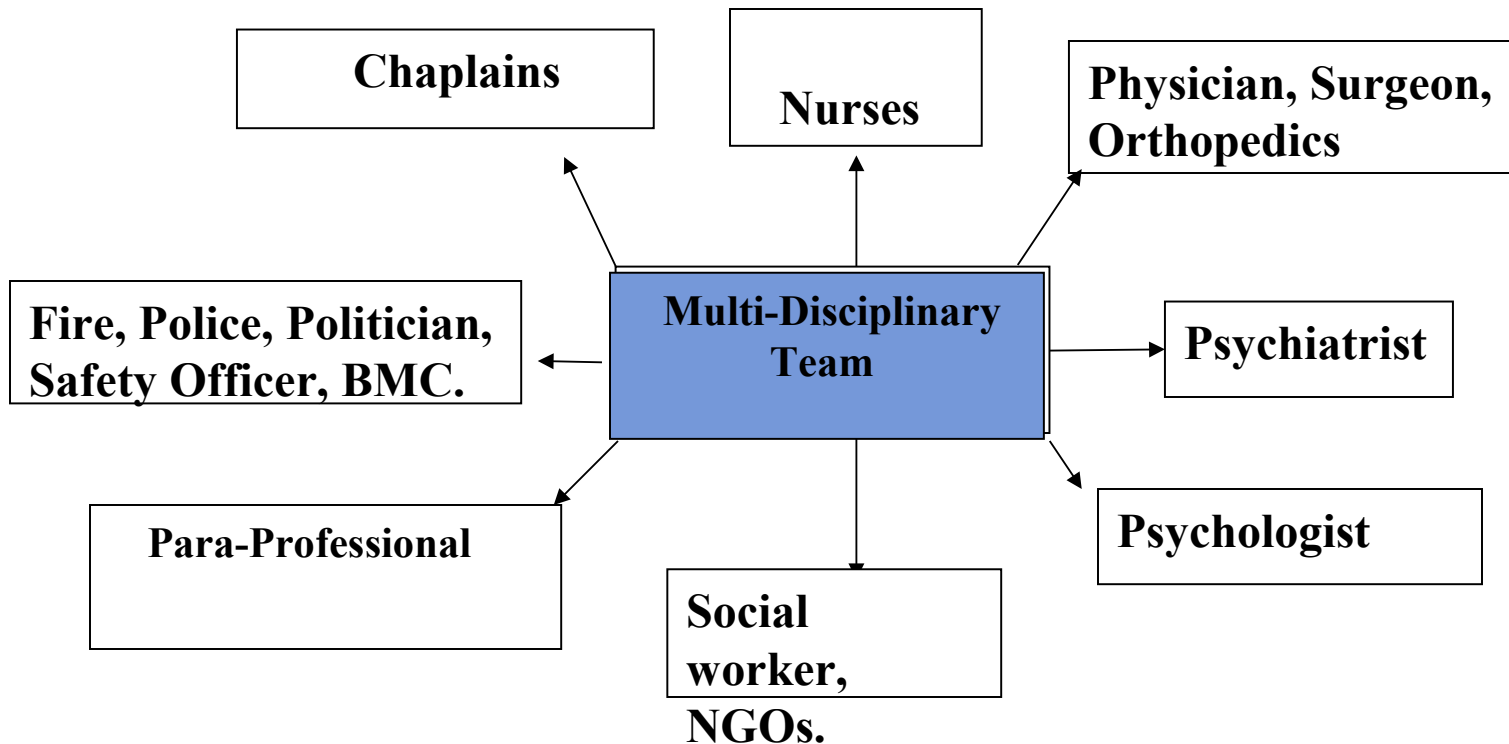 Chaplains
Nurses
Physician, Surgeon,
Orthopedics
Fire, Police, Politician,
Safety Officer, BMC.
Multi-Disciplinary
Team
Psychiatrist
Para-Professional
Psychologist
Social
worker,
NGOs.